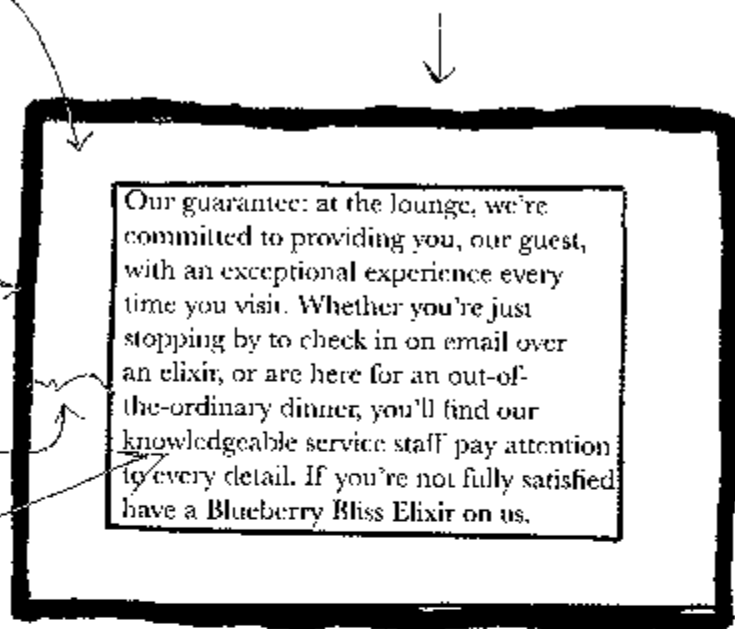 Our guarantee: at the lounge, we're
committed to providing you, our guest,
with an exceptional experience every
time you visit. Whether you're just
stopping by to check in on email over
an elixir, or are here for an out-of-
the-ordinary dinner, you'll find our
knowledgeable service staff pay attention
to every detail. If you're not fully satisfied
have a Blueberry Bliss Elixir on us.